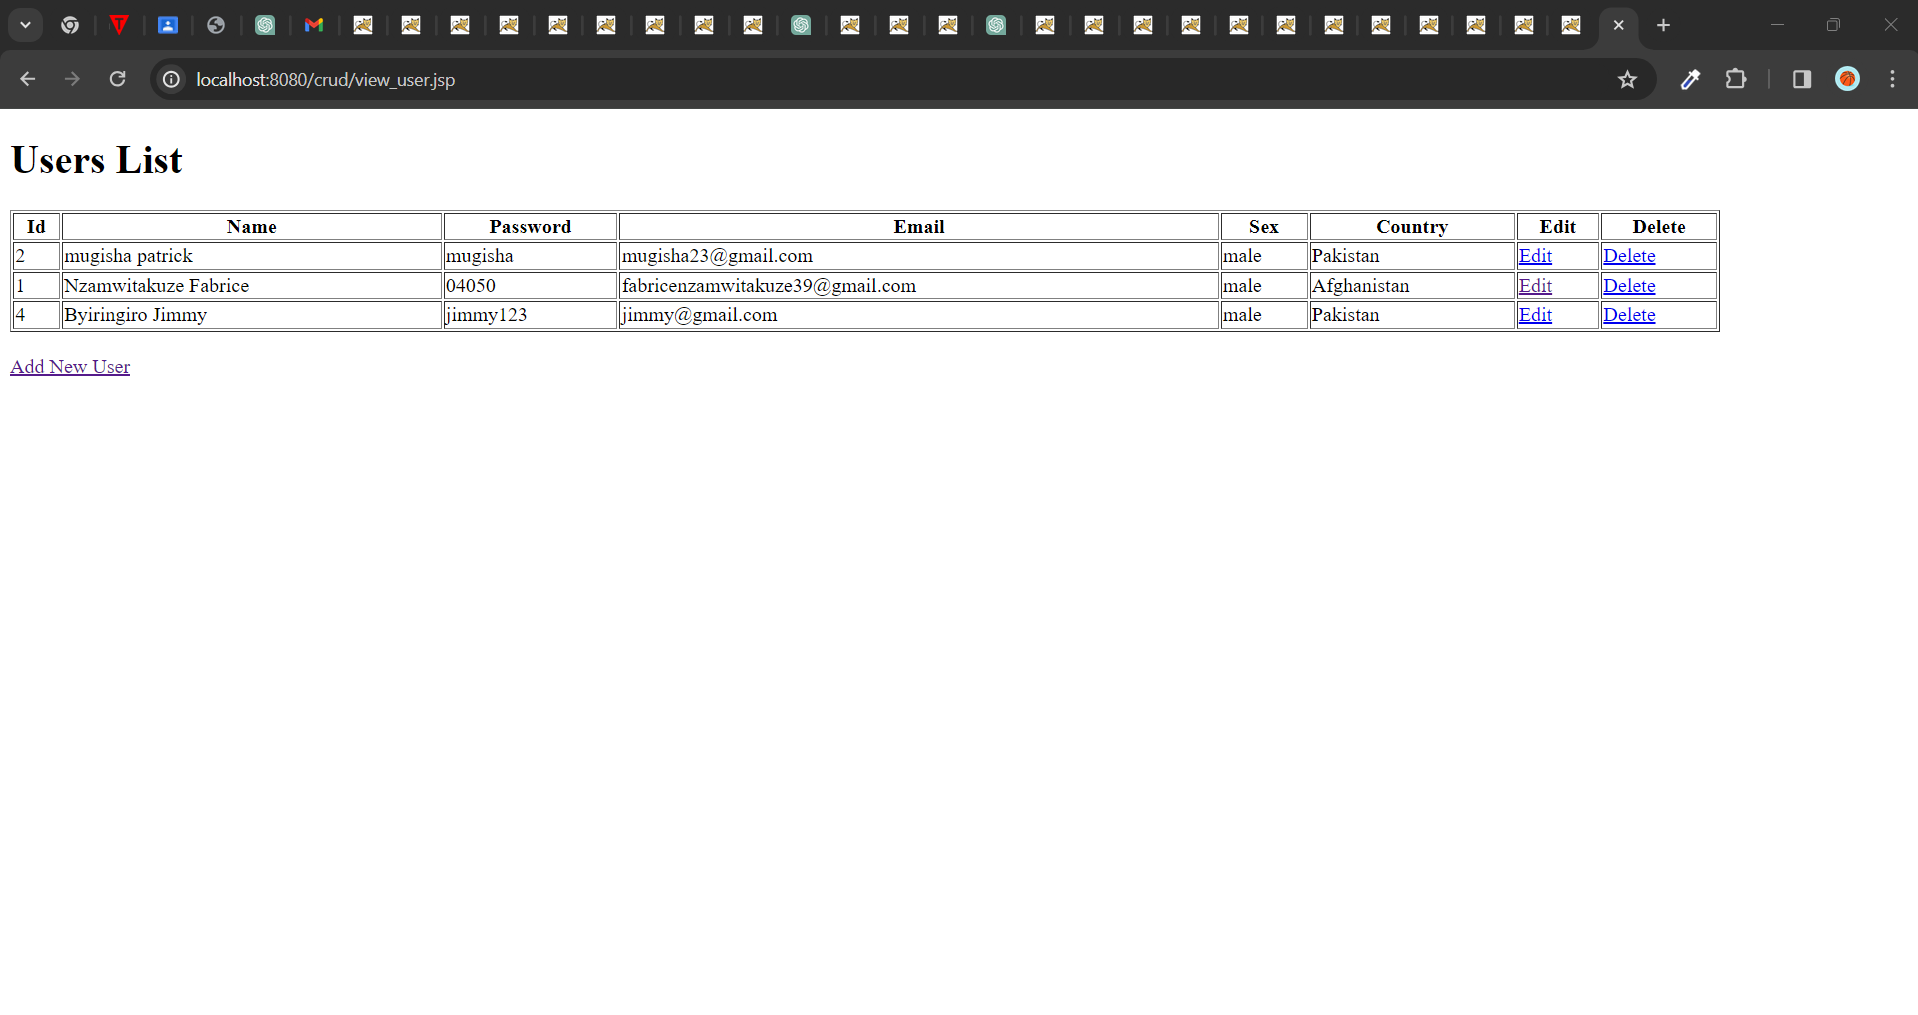 localhost:8080/crud/view_user.jsp
Users List
Id Name Password Email Sex Country Edit Delete
2 mugisha patrick mugisha mugisha23@gmail.com male Pakistan Edit Delete
1 Nzamwitakuze Fabrice 04050 fabricenzamwitakuze39@gmail.com male Afghanistan Edit Delete
4 Byiringiro Jimmy jimmy123 jimmy@gmail.com male Pakistan Edit Delete
Add New User